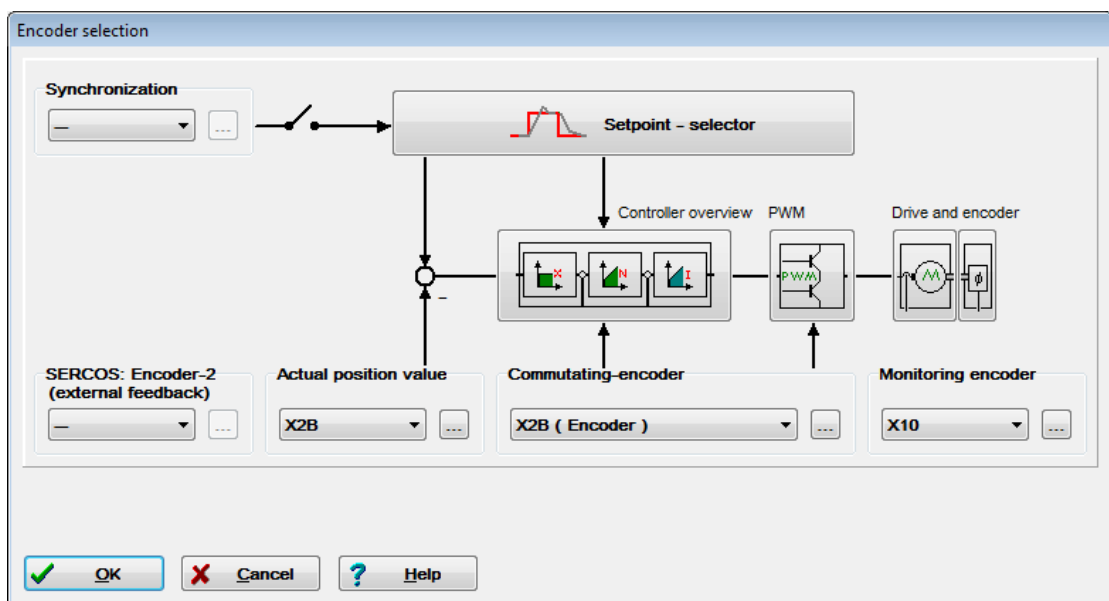 Encoder selection
Synchronization
—
...
Setpoint - selector
Controller overview
PWM
Drive and encoder
X
N
I
PWM
M
ϕ
–
SERCOS: Encoder-2
(external feedback)
—
...
Actual position value
X2B
...
Commutating-encoder
X2B ( Encoder )
...
Monitoring encoder
X10
...
OK
Cancel
? Help